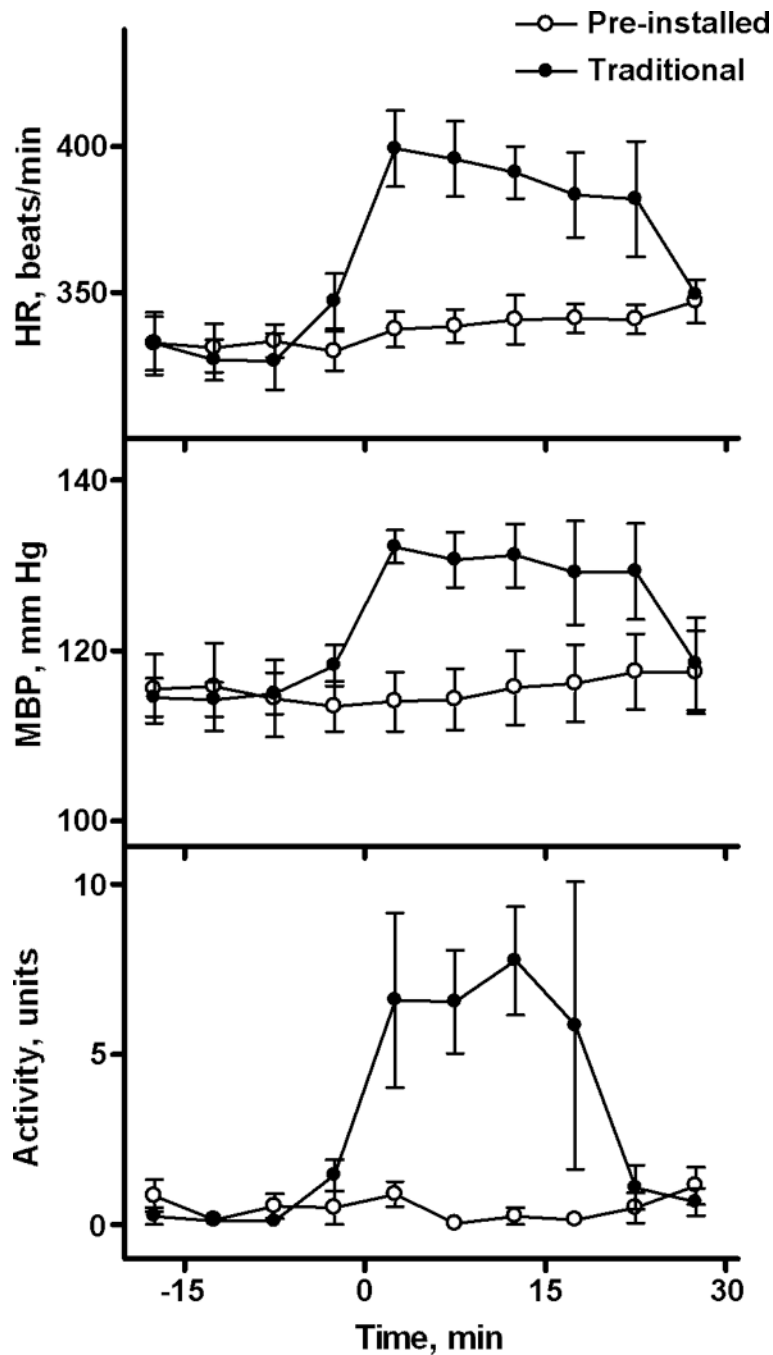 Pre-installed
Traditional
HR, beats/min
400
350
MBP, mm Hg
140
120
100
Activity, units
10
5
0
-15 0 15 30
Time, min